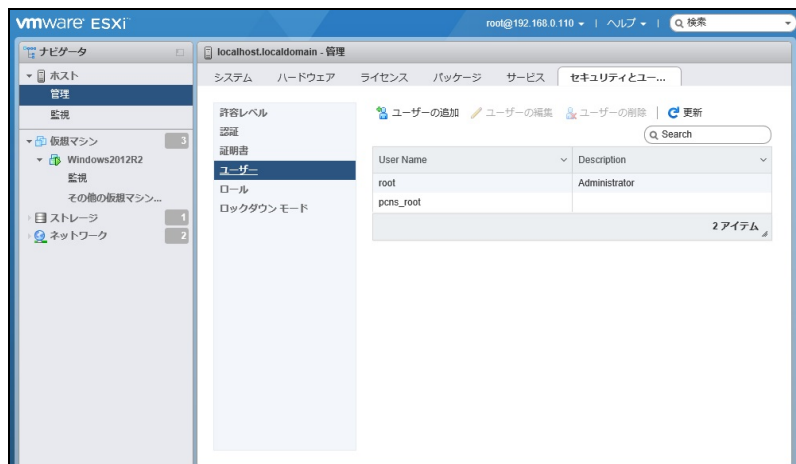 vmware ESXi
root@192.168.0.110 | ヘルプ | 検索
ナビゲータ
ホスト
管理
監視
仮想マシン 3
Windows2012R2
監視
その他の仮想マシン...
ストレージ 1
ネットワーク 2
localhost.localdomain - 管理
システム ハードウェア ライセンス パッケージ サービス セキュリティとユー...
許容レベル
認証
証明書
ユーザー
ロール
ロックダウン モード
ユーザーの追加 ユーザーの編集 ユーザーの削除 | 更新
Search
User Name Description
root Administrator
pcns_root
2 アイテム